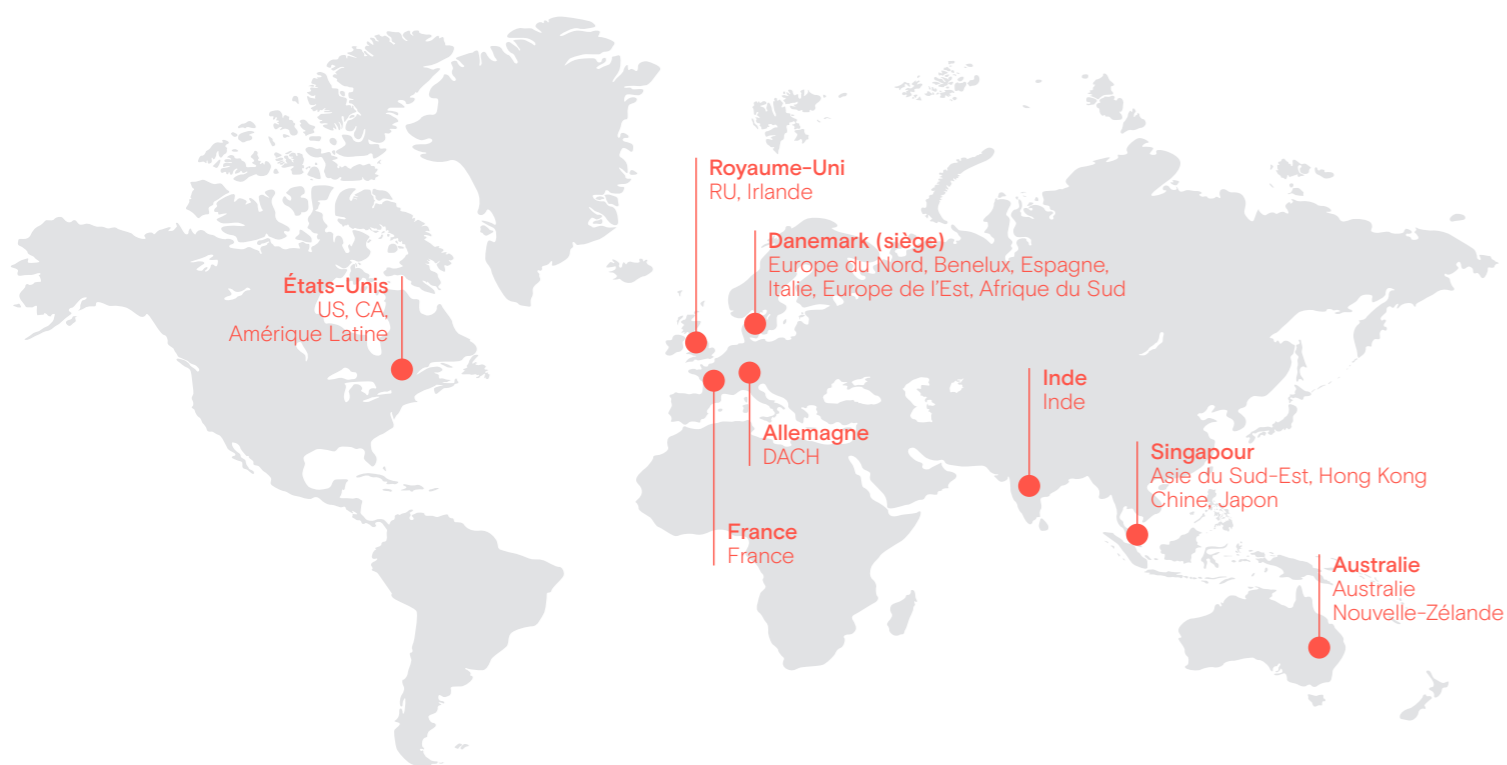 Royaume-Uni
RU, Irlande
Danemark (siège)
Europe du Nord, Benelux, Espagne,
Italie, Europe de l’Est, Afrique du Sud
États-Unis
US, CA,
Amérique Latine
Inde
Inde
Allemagne
DACH
Singapour
Asie du Sud-Est, Hong Kong
Chine, Japon
France
France
Australie
Australie
Nouvelle-Zélande